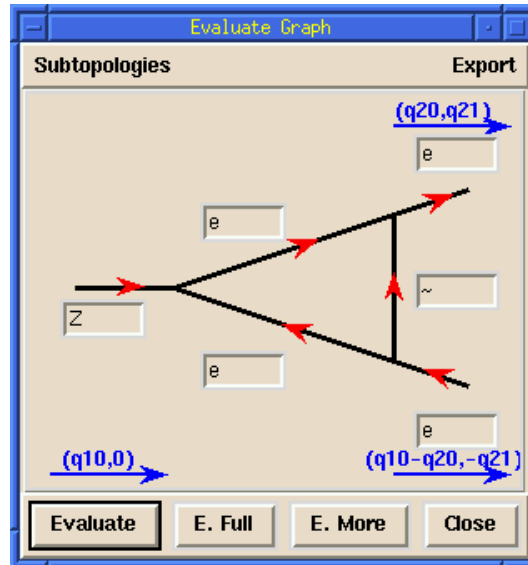 Evaluate Graph
Subtopologies Export
(q20,q21)
e
e
~
Z
e
e
(q10,0) (q10-q20,-q21)
Evaluate E. Full E. More Close